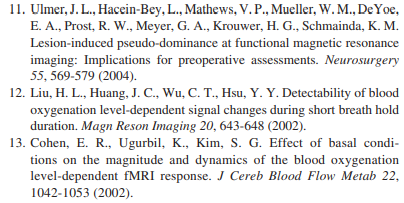 11. Ulmer, J. L., Hacein-Bey, L., Mathews, V. P., Mueller, W. M., DeYoe,
E. A., Prost, R. W., Meyer, G. A., Krouwer, H. G., Schmainda, K. M.
Lesion-induced pseudo-dominance at functional magnetic resonance
imaging: Implications for preoperative assessments. Neurosurgery
55, 569-579 (2004).
12. Liu, H. L., Huang, J. C., Wu, C. T., Hsu, Y. Y. Detectability of blood
oxygenation level-dependent signal changes during short breath hold
duration. Magn Reson Imaging 20, 643-648 (2002).
13. Cohen, E. R., Ugurbil, K., Kim, S. G. Effect of basal condi-
tions on the magnitude and dynamics of the blood oxygenation
level-dependent fMRI response. J Cereb Blood Flow Metab 22,
1042-1053 (2002).